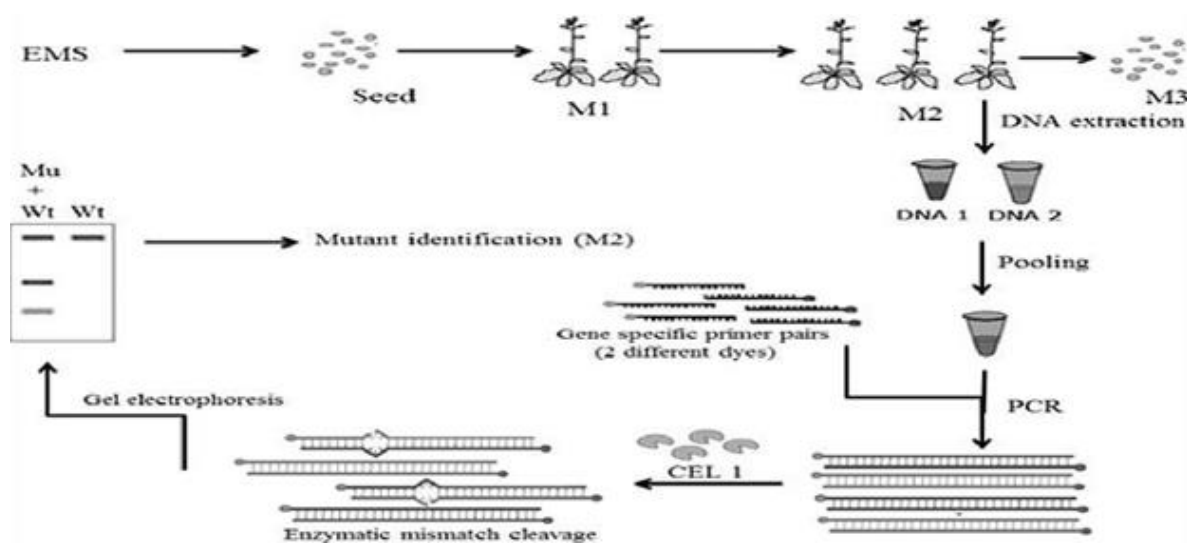 EMS
Seed
M1
M2
M3
DNA extraction
DNA 1
DNA 2
Pooling
Gene specific primer pairs
(2 different dyes)
PCR
CEL 1
Enzymatic mismatch cleavage
Gel electrophoresis
Mu
+
Wt Wt
Mutant identification (M2)